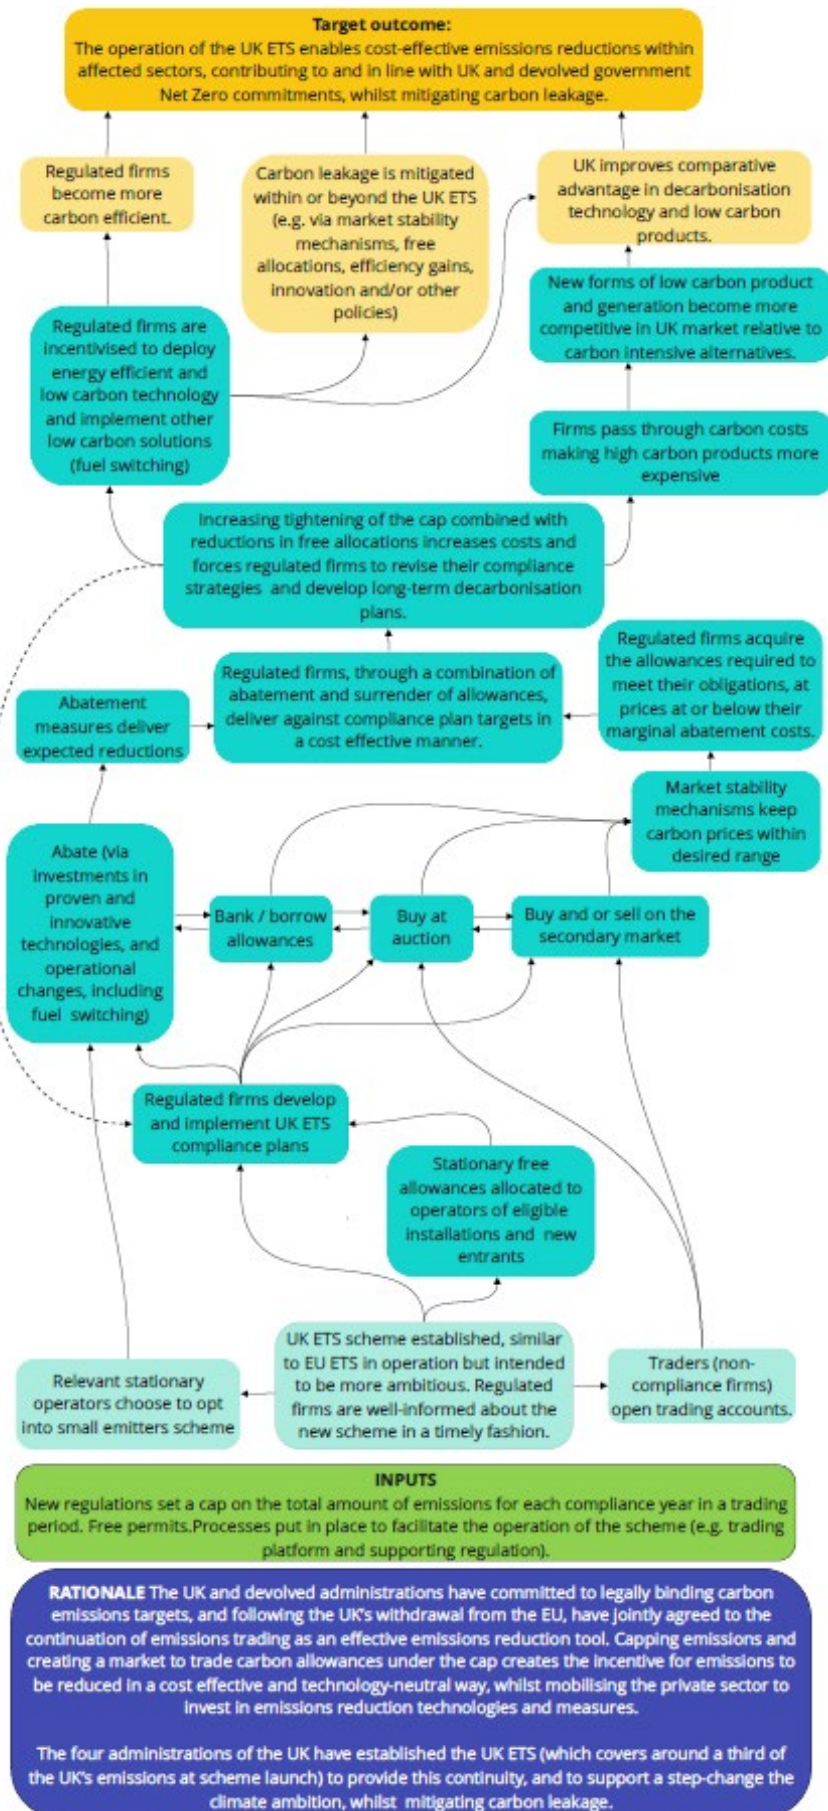 Target outcome:
The operation of the UK ETS enables cost-effective emissions reductions within
affected sectors, contributing to and in line with UK and devolved government
Net Zero commitments, whilst mitigating carbon leakage.
Regulated firms
become more
carbon efficient.
Carbon leakage is mitigated
within or beyond the UK ETS
(e.g. via market stability
mechanisms, free
allocations, efficiency gains,
innovation and/or other
policies)
UK improves comparative
advantage in decarbonisation
technology and low carbon
products.
New forms of low carbon product
and generation become more
competitive in UK market relative to
carbon intensive alternatives.
Regulated firms are
incentivised to deploy
energy efficient and
low carbon technology
and implement other
low carbon solutions
(fuel switching)
Firms pass through carbon costs
making high carbon products more
expensive
Increasing tightening of the cap combined with
reductions in free allocations increases costs and
forces regulated firms to revise their compliance
strategies and develop long-term decarbonisation
plans.
Regulated firms acquire
the allowances required to
meet their obligations, at
prices at or below their
marginal abatement costs.
Regulated firms, through a combination of
abatement and surrender of allowances,
deliver against compliance plan targets in
a cost effective manner.
Abatement
measures deliver
expected reductions
Market stability
mechanisms keep
carbon prices within
desired range
Abate (via
investments in
proven and
innovative
technologies, and
operational
changes, including
fuel switching)
Bank / borrow
allowances
Buy at
auction
Buy and or sell on the
secondary market
Regulated firms develop
and implement UK ETS
compliance plans
Stationary free
allowances allocated to
operators of eligible
installations and new
entrants
Relevant stationary
operators choose to opt
into small emitters scheme
UK ETS scheme established, similar
to EU ETS in operation but intended
to be more ambitious. Regulated
firms are well-informed about the
new scheme in a timely fashion.
Traders (non-
compliance firms)
open trading accounts.
INPUTS
New regulations set a cap on the total amount of emissions for each compliance year in a trading
period. Free permits.Processes put in place to facilitate the operation of the scheme (e.g. trading
platform and supporting regulation).
RATIONALE The UK and devolved administrations have committed to legally binding carbon
emissions targets, and following the UK's withdrawal from the EU, have jointly agreed to the
continuation of emissions trading as an effective emissions reduction tool. Capping emissions and
creating a market to trade carbon allowances under the cap creates the incentive for emissions to
be reduced in a cost effective and technology-neutral way, whilst mobilising the private sector to
invest in emissions reduction technologies and measures.
The four administrations of the UK have established the UK ETS (which covers around a third of
the UK's emissions at scheme launch) to provide this continuity, and to support a step-change the
climate ambition, whilst mitigating carbon leakage.